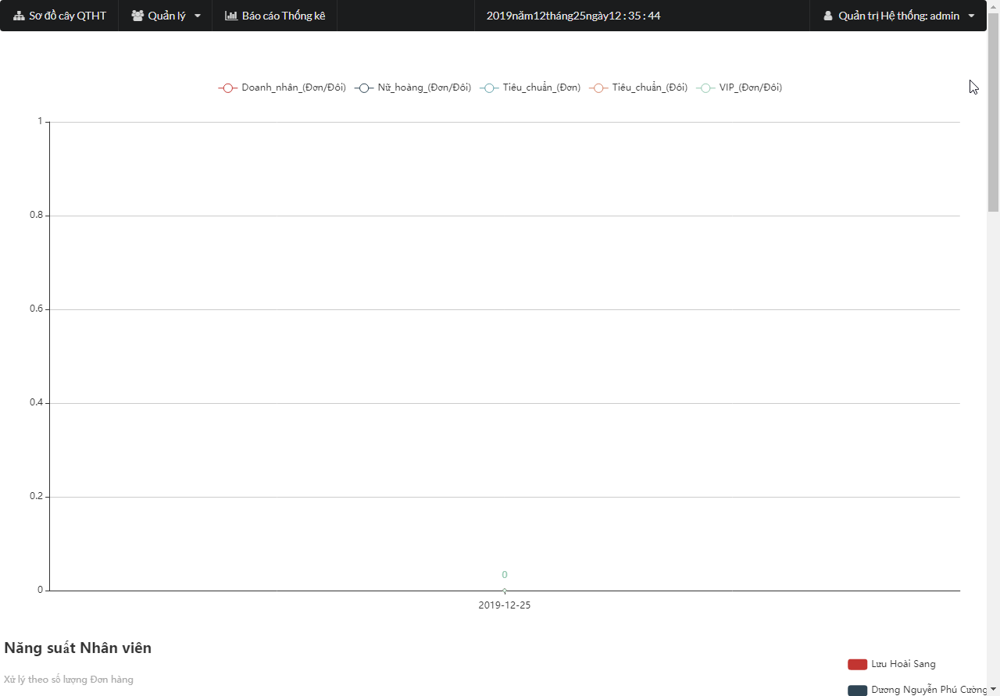 Sơ đồ cây QTHT Quản lý Báo cáo Thống kê 2019năm12tháng25ngày12 : 35 : 44 Quản trị Hệ thống: admin
Doanh_nhân_(Đơn/Đôi) Nữ_hoàng_(Đơn/Đôi) Tiêu_chuẩn_(Đơn) Tiêu_chuẩn_(Đôi) VIP_(Đơn/Đôi)
1
0.8
0.6
0.4
0.2
0
0
2019-12-25
Năng suất Nhân viên
Xử lý theo số lượng Đơn hàng
Lưu Hoài Sang
Dương Nguyễn Phú Cường